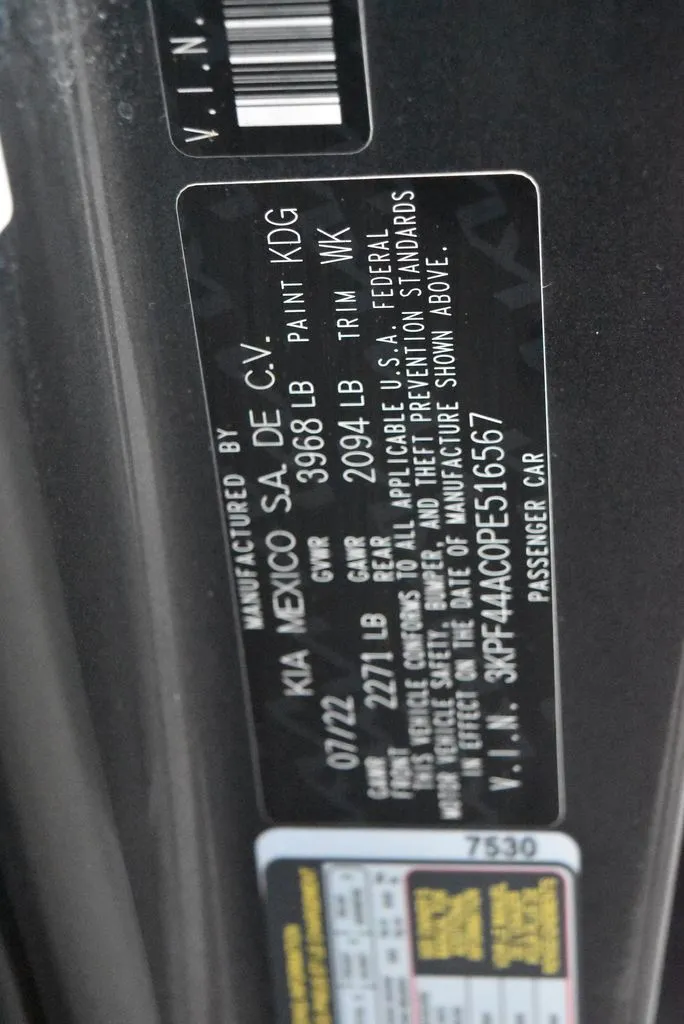 V.I.N.
MANUFACTURED BY
KIA MEXICO S.A. DE C.V.
07/22 GVWR 3968 LB PAINT KDG
GAWR FRONT 2271 LB GAWR REAR 2094 LB TRIM WK
THIS VEHICLE CONFORMS TO ALL APPLICABLE U.S.A. FEDERAL
MOTOR VEHICLE SAFETY, BUMPER, AND THEFT PREVENTION STANDARDS
IN EFFECT ON THE DATE OF MANUFACTURE SHOWN ABOVE.
V.I.N. 3KPF44AC0PE516567
PASSENGER CAR
7530